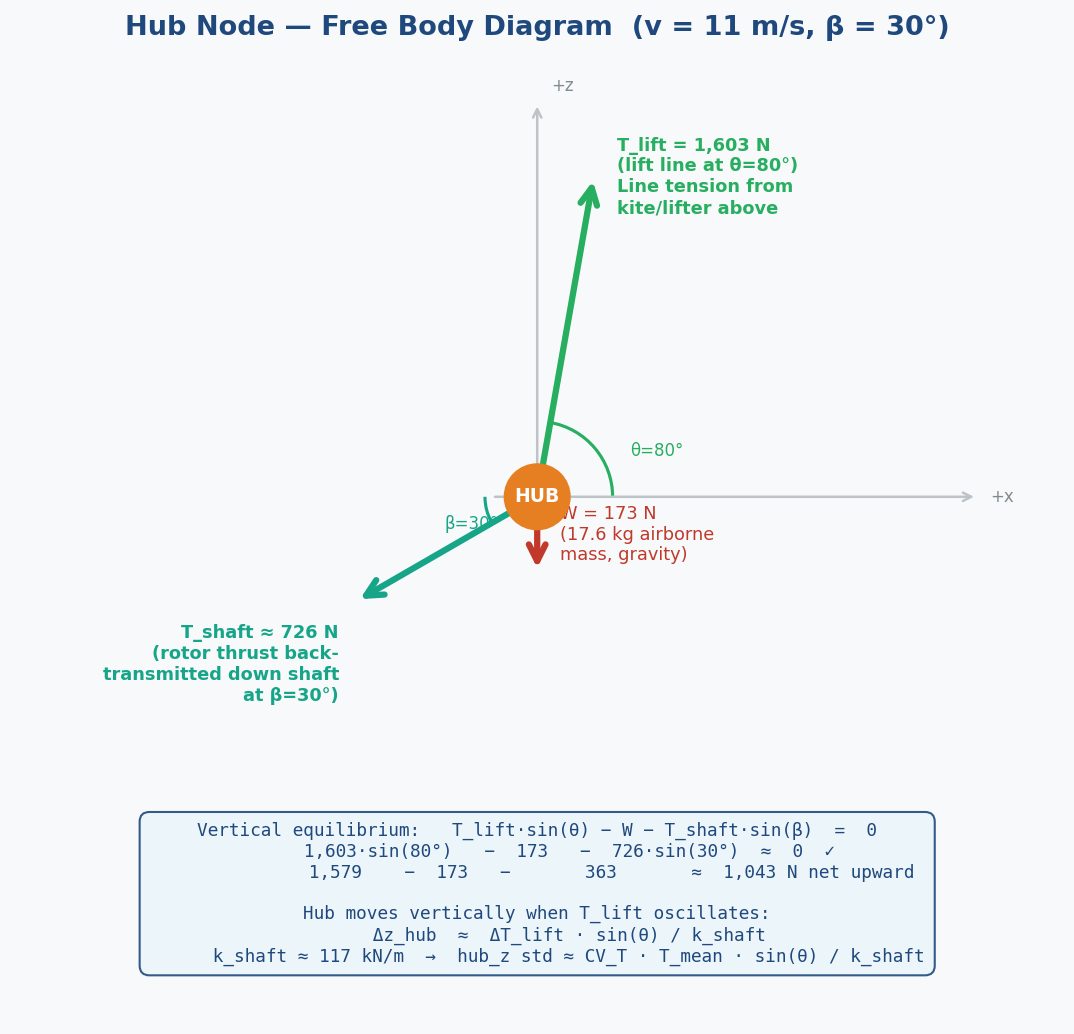 Hub Node — Free Body Diagram  (v = 11 m/s, β = 30°)
+z
T_lift = 1,603 N
(lift line at θ=80°)
Line tension from
kite/lifter above
θ=80°
HUB
+x
W = 173 N
(17.6 kg airborne
mass, gravity)
β=30°
T_shaft ≈ 726 N
(rotor thrust back-
transmitted down shaft
at β=30°)
Vertical equilibrium:   T_lift·sin(θ) − W − T_shaft·sin(β)  =  0
1,603·sin(80°)   −  173   −  726·sin(30°)  ≈  0  ✓
1,579    −  173   −       363       ≈  1,043 N net upward
Hub moves vertically when T_lift oscillates:
Δz_hub  ≈  ΔT_lift · sin(θ) / k_shaft
k_shaft ≈ 117 kN/m  →  hub_z std ≈ CV_T · T_mean · sin(θ) / k_shaft